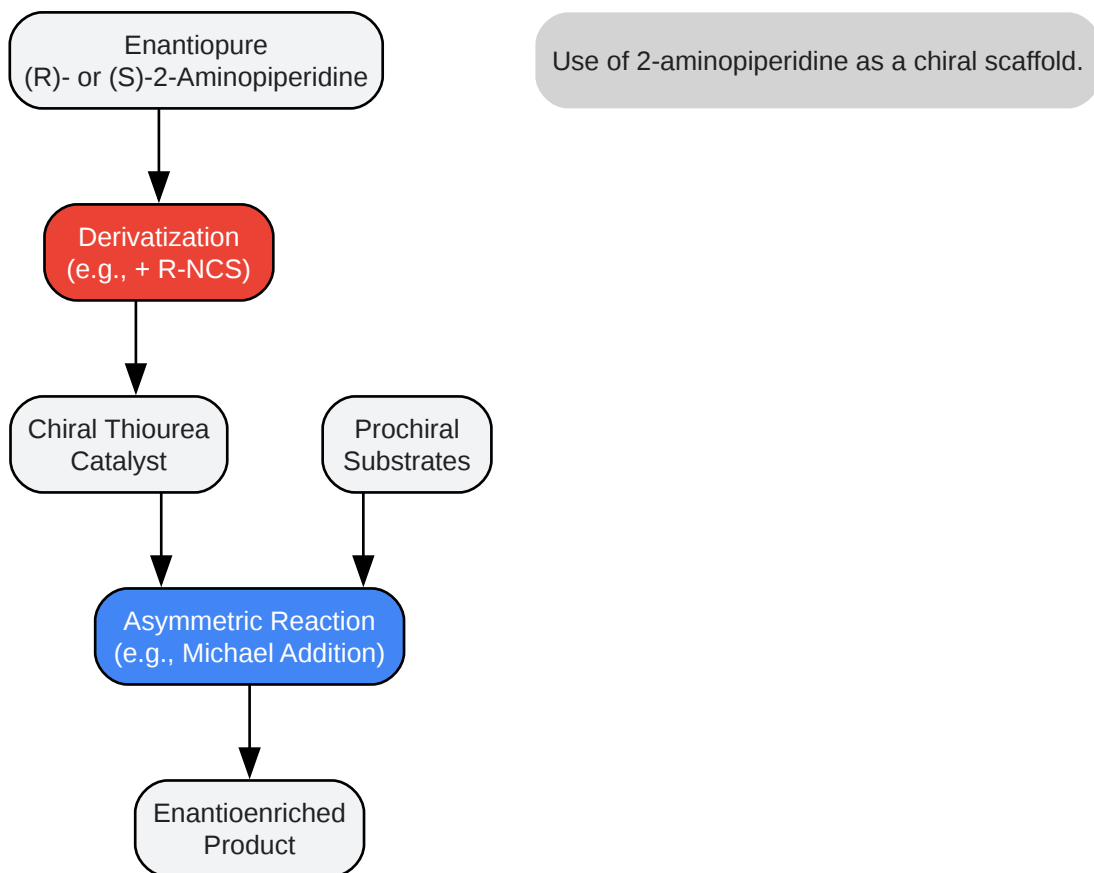 Enantiopure
(R)- or (S)-2-Aminopiperidine
Use of 2-aminopiperidine as a chiral scaffold.
Derivatization
(e.g., + R-NCS)
Chiral Thiourea
Catalyst
Prochiral
Substrates
Asymmetric Reaction
(e.g., Michael Addition)
Enantioenriched
Product